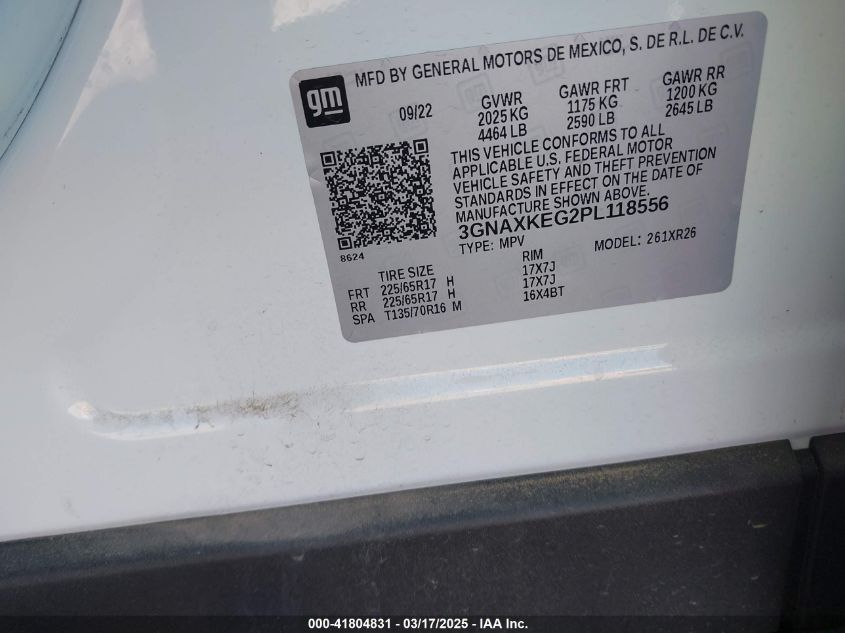 gm
MFD BY GENERAL MOTORS DE MEXICO, S. DE R.L. DE C.V.
09/22 GVWR GAWR FRT GAWR RR
2025 KG 1175 KG 1200 KG
4464 LB 2590 LB 2645 LB
THIS VEHICLE CONFORMS TO ALL
APPLICABLE U.S. FEDERAL MOTOR
VEHICLE SAFETY AND THEFT PREVENTION
STANDARDS IN EFFECT ON THE DATE OF
MANUFACTURE SHOWN ABOVE.
3GNAXKEG2PL118556
TYPE: MPV MODEL: 261XR26
8624
TIRE SIZE RIM
FRT 225/65R17 H 17X7J
RR 225/65R17 H 17X7J
SPA T135/70R16 M 16X4BT
000-41804831 - 03/17/2025 - IAA Inc.